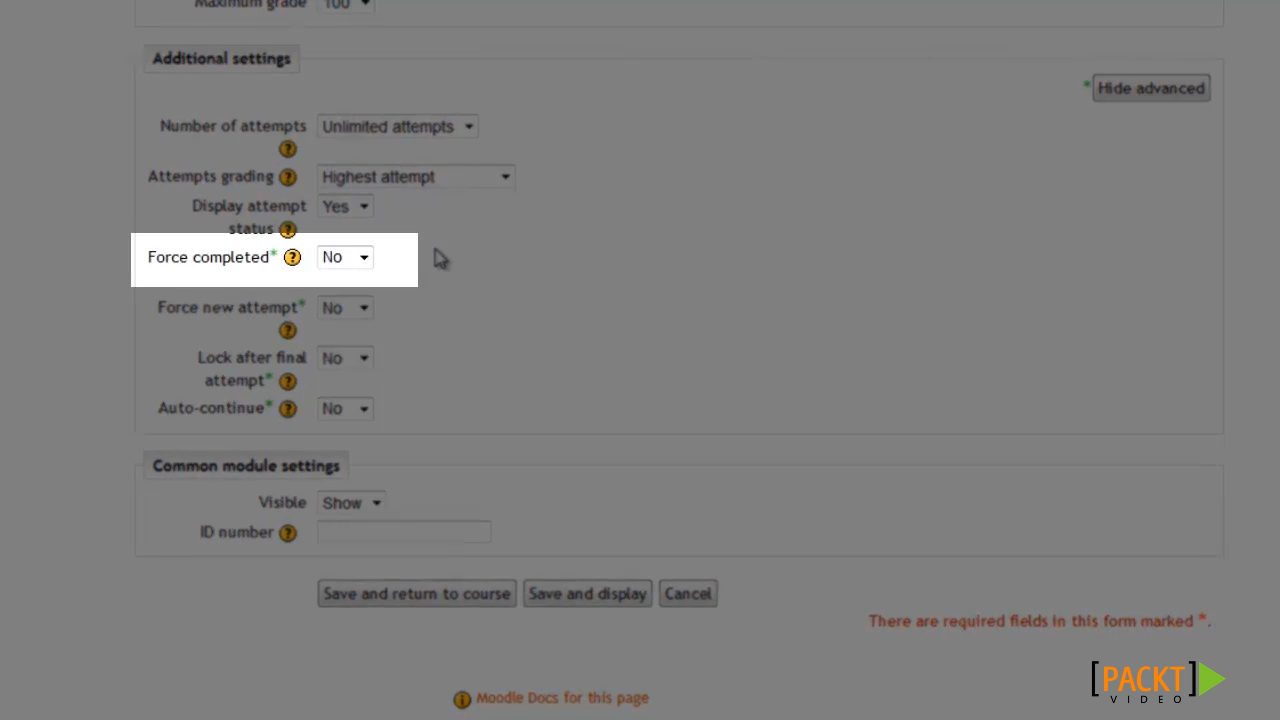 Maximum grade 100
Additional settings
* Hide advanced
Number of attempts Unlimited attempts
?
Attempts grading ? Highest attempt
Display attempt Yes
status ?
Force completed* ? No
Force new attempt* No
?
Lock after final No
attempt* ?
Auto-continue* ? No
Common module settings
Visible Show
ID number ?
Save and return to course Save and display Cancel
There are required fields in this form marked *.
[PACKT]
VIDEO
i Moodle Docs for this page